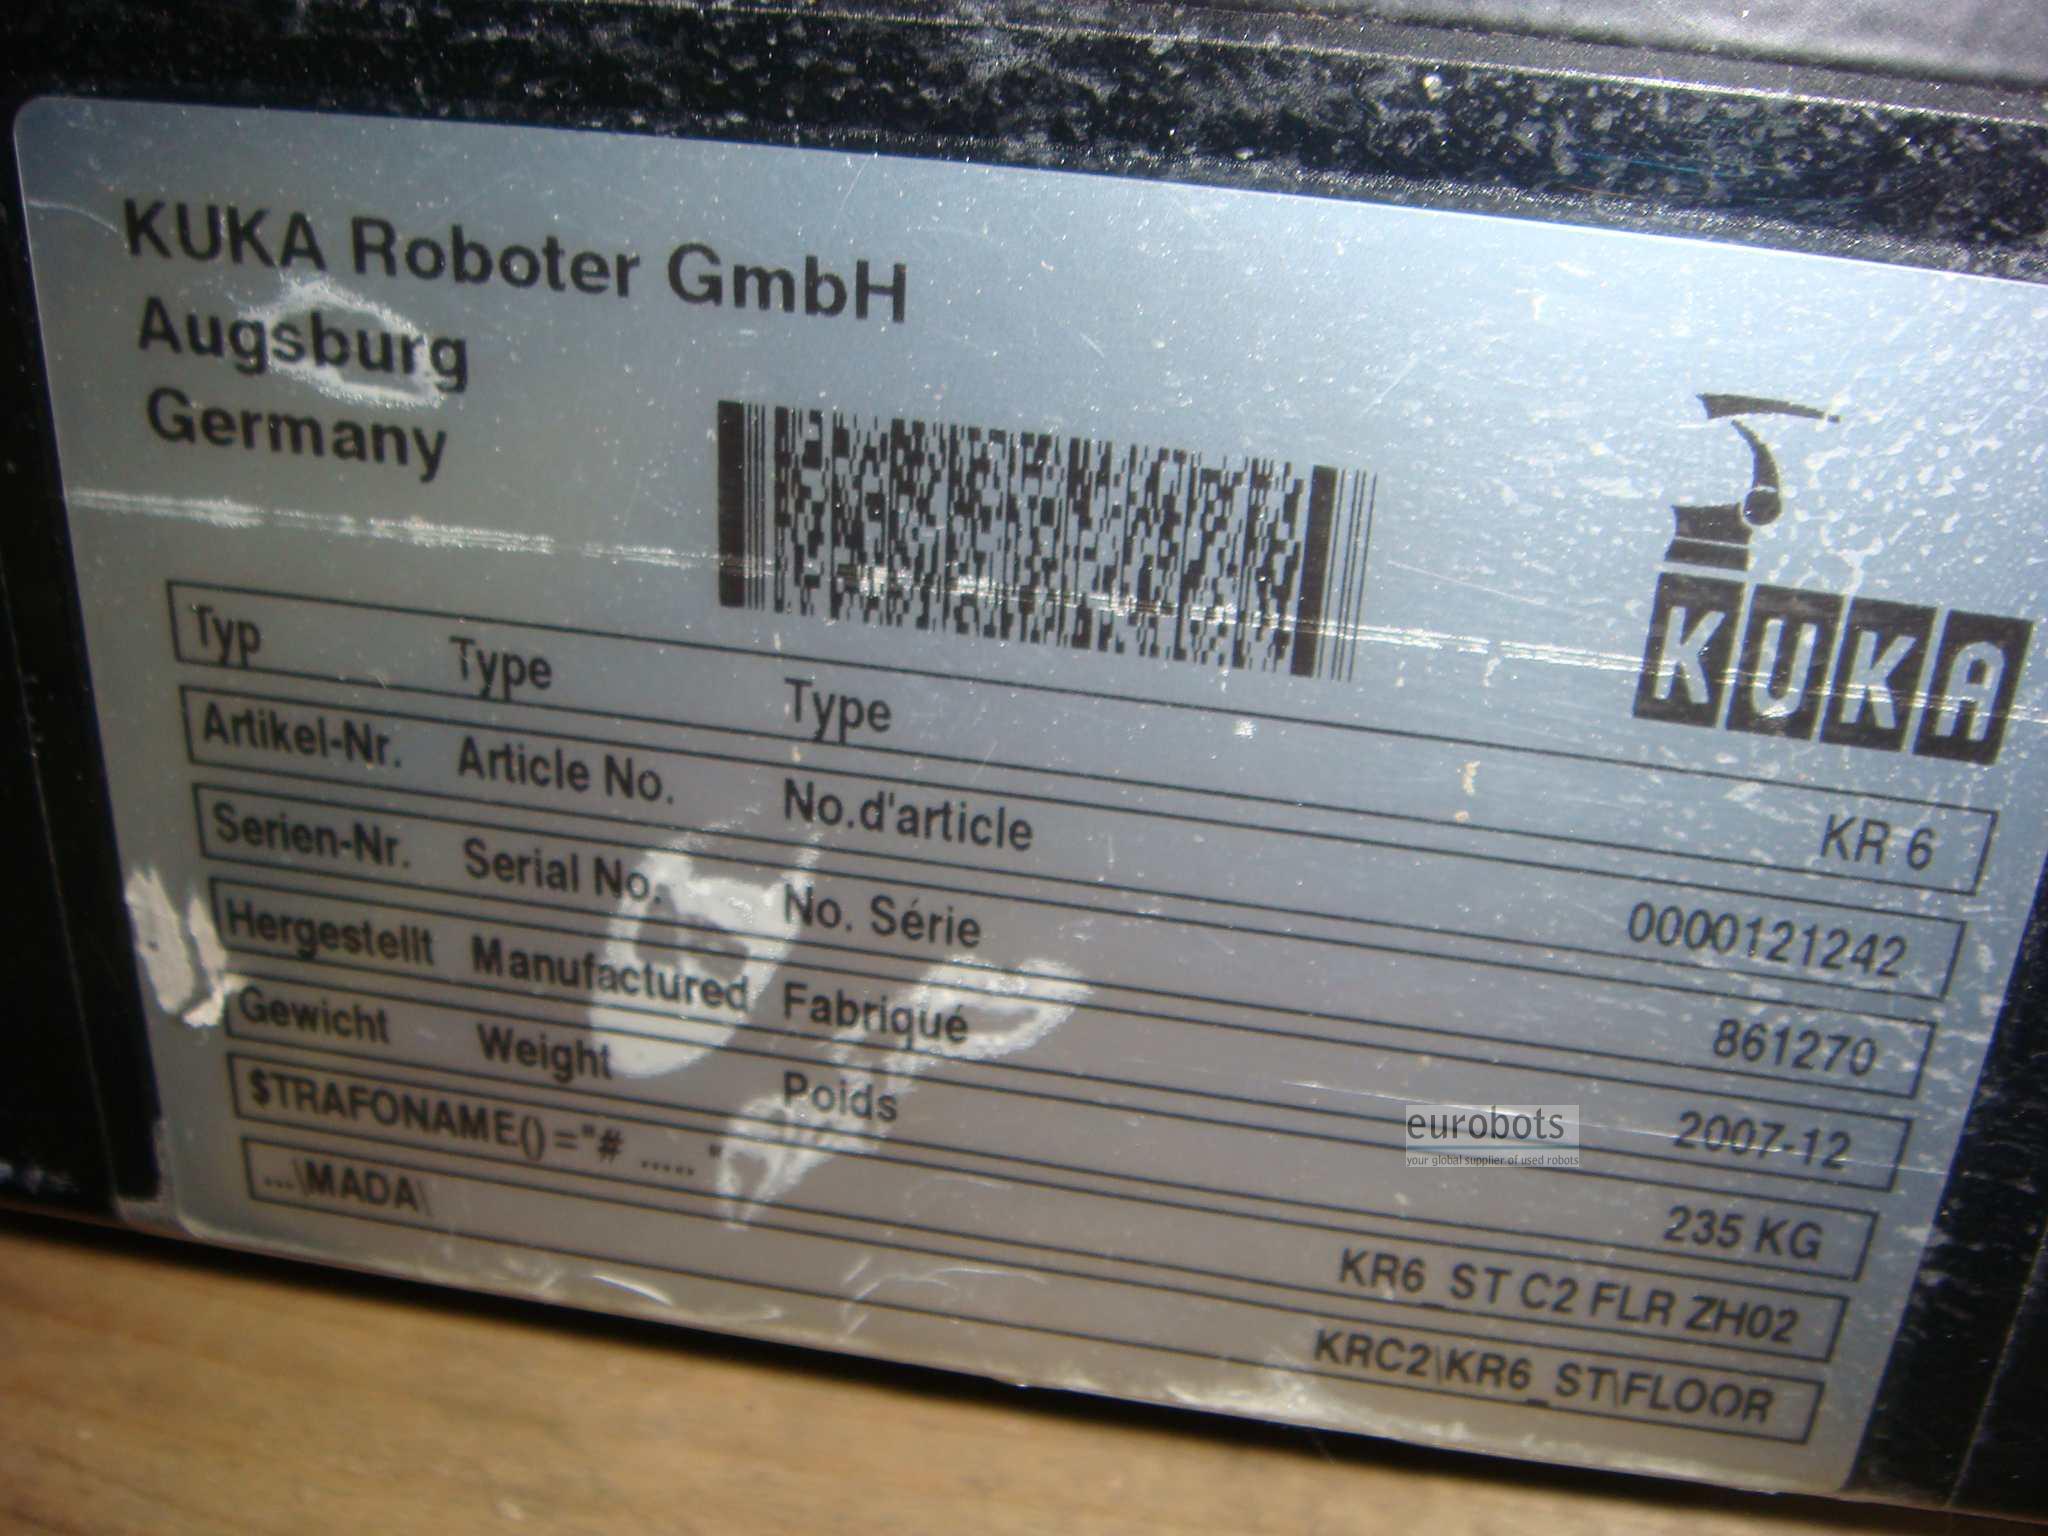 KUKA Roboter GmbH
Augsburg
Germany
KUKA
Typ Type Type KR 6
Artikel-Nr. Article No. No.d'article 0000121242
Serien-Nr. Serial No. No. Série 861270
Hergestellt Manufactured Fabriqué 2007-12
Gewicht Weight Poids 235 KG
$TRAFONAME()="# ..... " KR6_ST C2 FLR ZH02
...\MADA\ KRC2\KR6_ST\FLOOR
eurobots
your global supplier of used robots